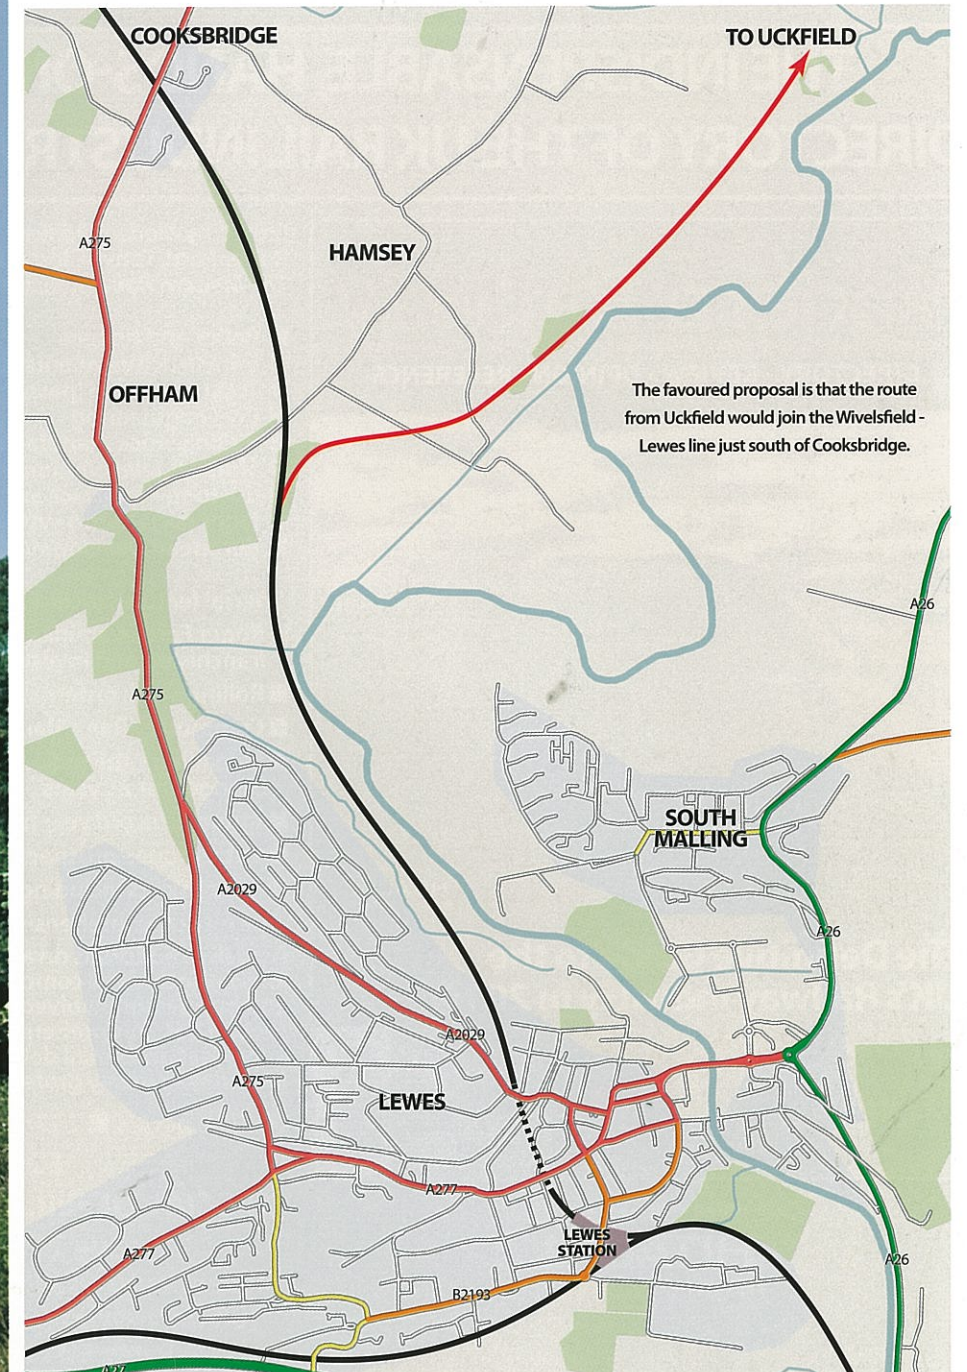 COOKSBRIDGE
TO UCKFIELD
A275
HAMSEY
OFFHAM
The favoured proposal is that the route
from Uckfield would join the Wivelsfield -
Lewes line just south of Cooksbridge.
A26
A275
SOUTH
MALLING
A2029
A26
A2029
A275
LEWES
A277
LEWES
STATION
A277
A26
B2193
A27